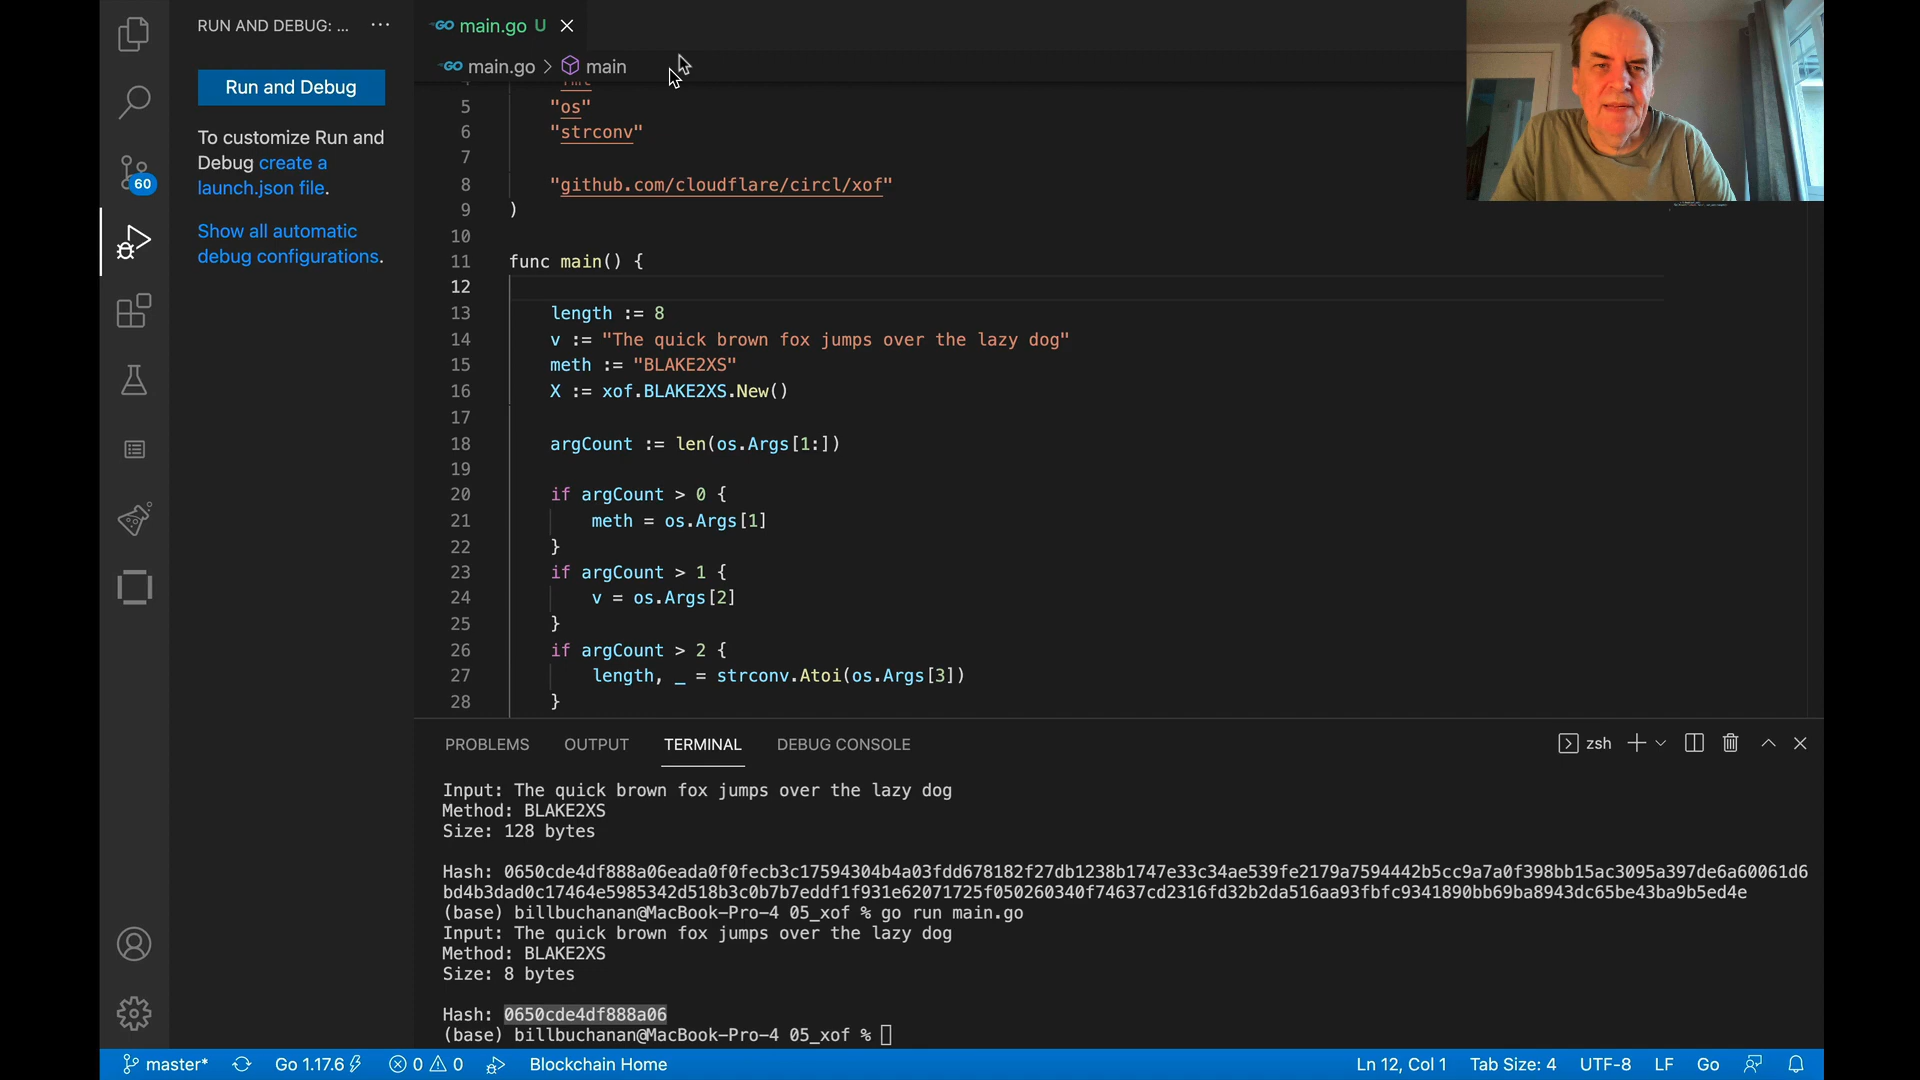 RUN AND DEBUG: ... ···
Run and Debug
To customize Run and
Debug create a
launch.json file.
Show all automatic
debug configurations.
60
GO main.go U ×
GO main.go > main
5 "os"
6 "strconv"
7
8 "github.com/cloudflare/circl/xof"
9 )
10
11 func main() {
12
13 length := 8
14 v := "The quick brown fox jumps over the lazy dog"
15 meth := "BLAKE2XS"
16 X := xof.BLAKE2XS.New()
17
18 argCount := len(os.Args[1:])
19
20 if argCount > 0 {
21 meth = os.Args[1]
22 }
23 if argCount > 1 {
24 v = os.Args[2]
25 }
26 if argCount > 2 {
27 length, _ = strconv.Atoi(os.Args[3])
28 }
PROBLEMS OUTPUT TERMINAL DEBUG CONSOLE zsh
Input: The quick brown fox jumps over the lazy dog
Method: BLAKE2XS
Size: 128 bytes
Hash: 0650cde4df888a06eada0f0fecb3c17594304b4a03fdd678182f27db1238b1747e33c34ae539fe2179a7594442b5cc9a7a0f398bb15ac3095a397de6a60061d6
bd4b3dad0c17464e5985342d518b3c0b7b7eddf1f931e62071725f050260340f74637cd2316fd32b2da516aa93fbfc9341890bb69ba8943dc65be43ba9b5ed4e
(base) billbuchanan@MacBook-Pro-4 05_xof % go run main.go
Input: The quick brown fox jumps over the lazy dog
Method: BLAKE2XS
Size: 8 bytes
Hash: 0650cde4df888a06
(base) billbuchanan@MacBook-Pro-4 05_xof %
master* Go 1.17.6 0 0 Blockchain Home Ln 12, Col 1 Tab Size: 4 UTF-8 LF Go